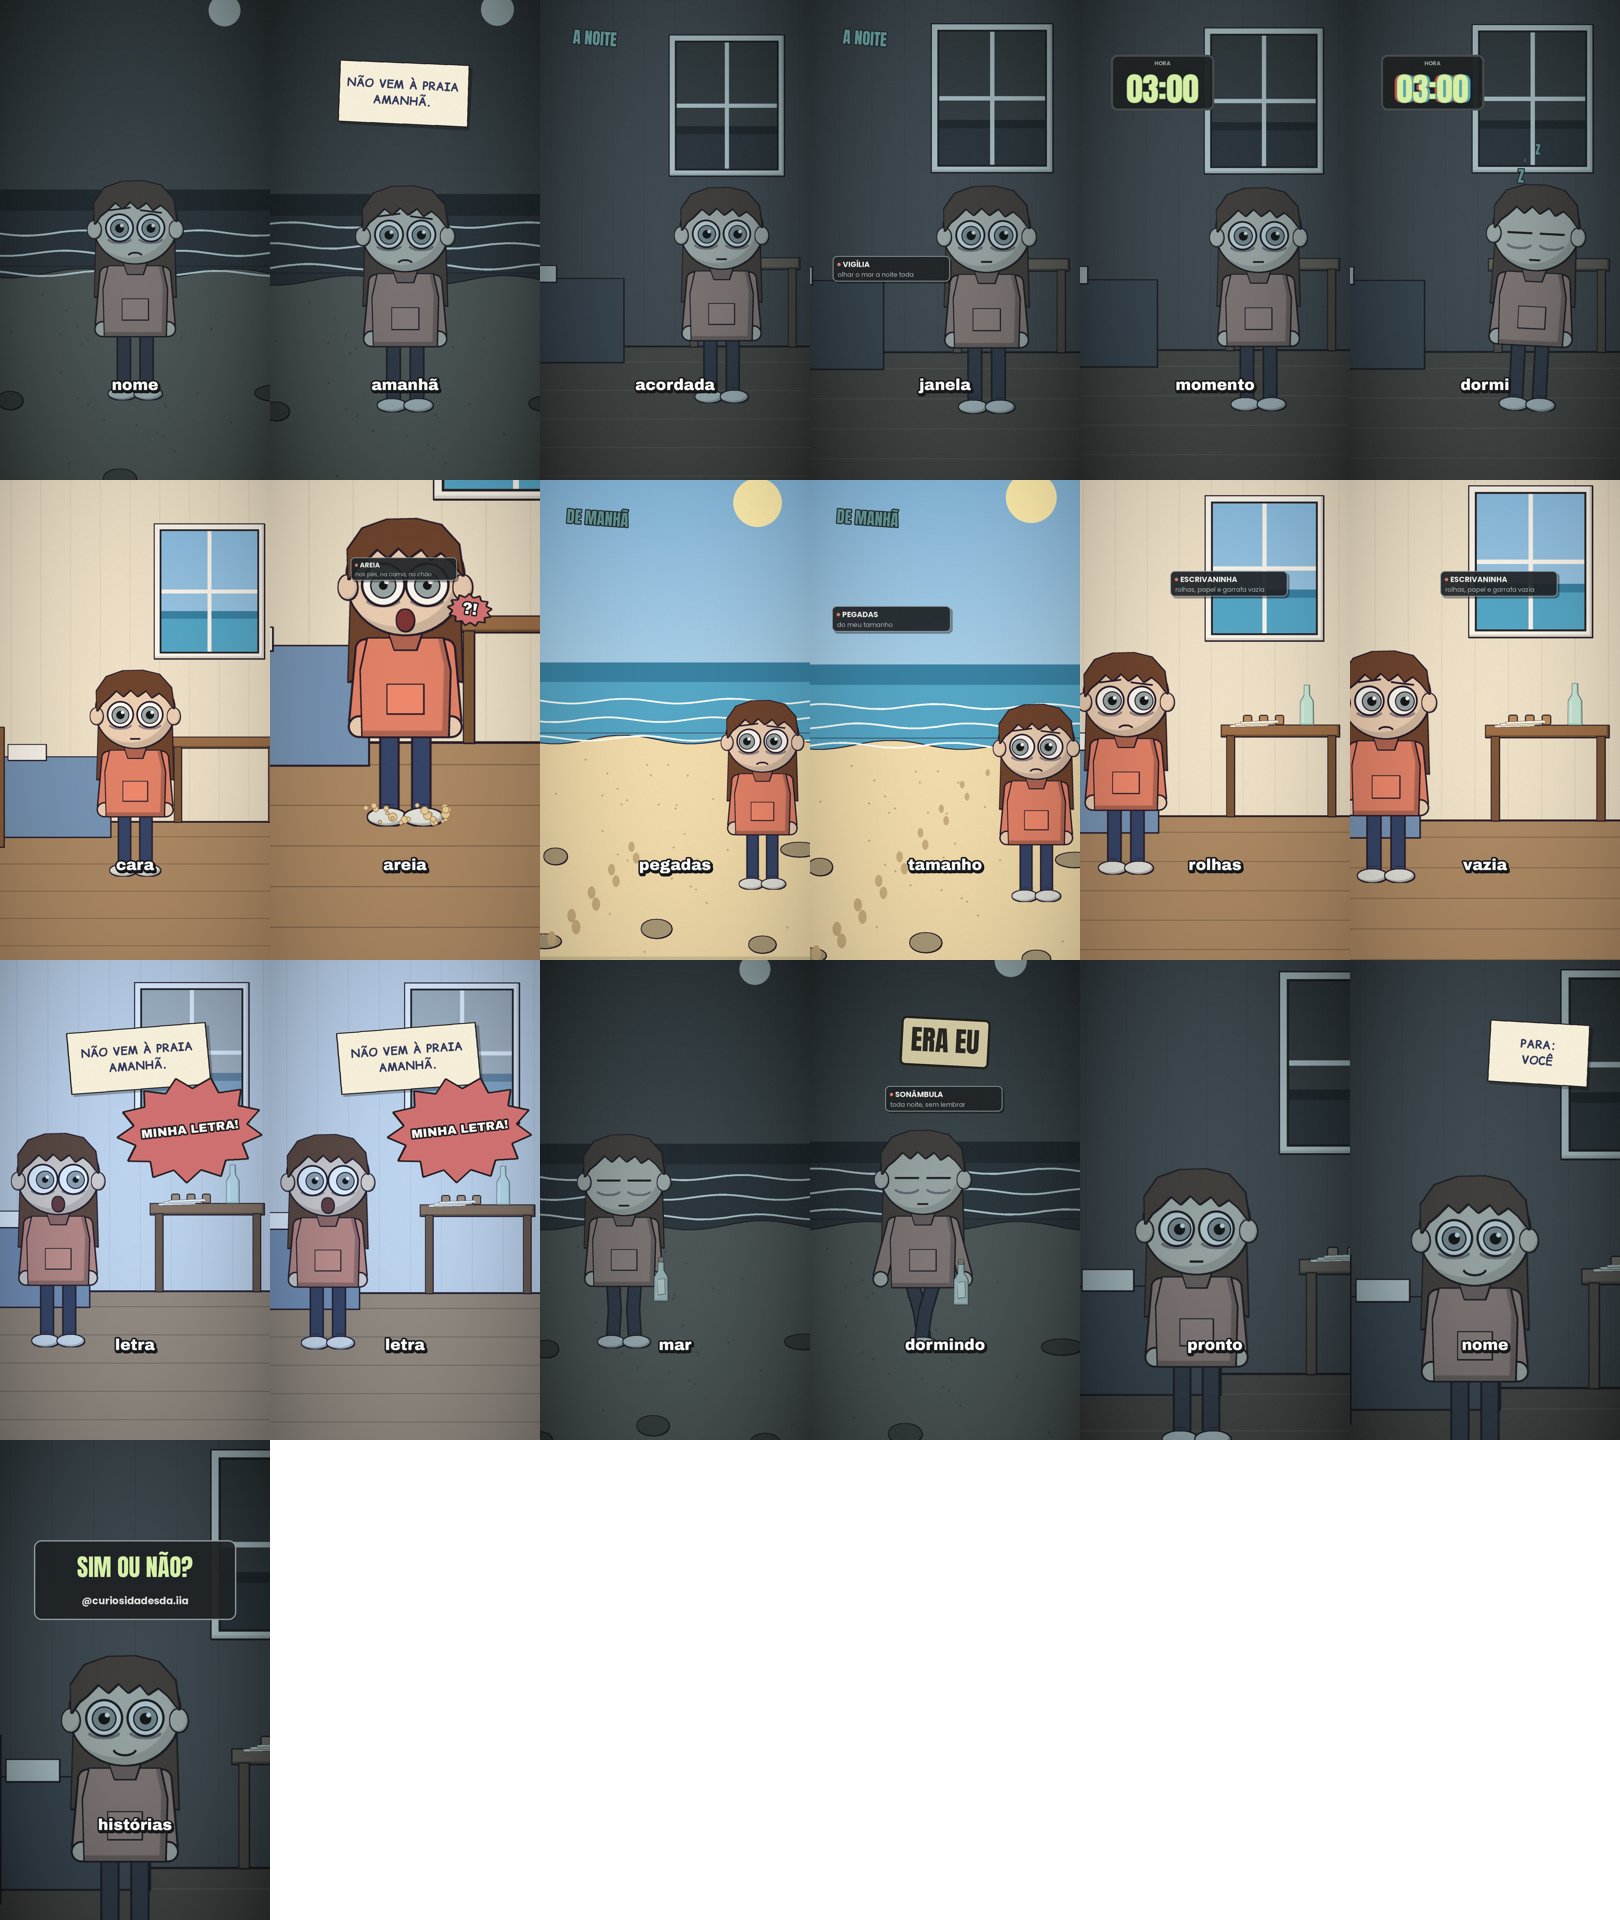 nome
NÃO VEM À PRAIA
AMANHÃ.
amanhã
A NOITE
acordada
A NOITE
VIGÍLIA
olhar o mar a noite toda
janela
HORA
03:00
momento
HORA
03:00
Z
Z
dormi
cara
AREIA
nos pés, na cama, no chão
?!
areia
DE MANHÃ
pegadas
DE MANHÃ
PEGADAS
do meu tamanho
tamanho
ESCRIVANINHA
rolhas, papel e garrafa vazia
rolhas
ESCRIVANINHA
rolhas, papel e garrafa vazia
vazia
NÃO VEM À PRAIA
AMANHÃ.
MINHA LETRA!
letra
NÃO VEM À PRAIA
AMANHÃ.
MINHA LETRA!
letra
mar
ERA EU
SONÂMBULA
toda noite, sem lembrar
dormindo
pronto
PARA:
VOCÊ
nome
SIM OU NÃO?
@curiosidadesda.iia
histórias